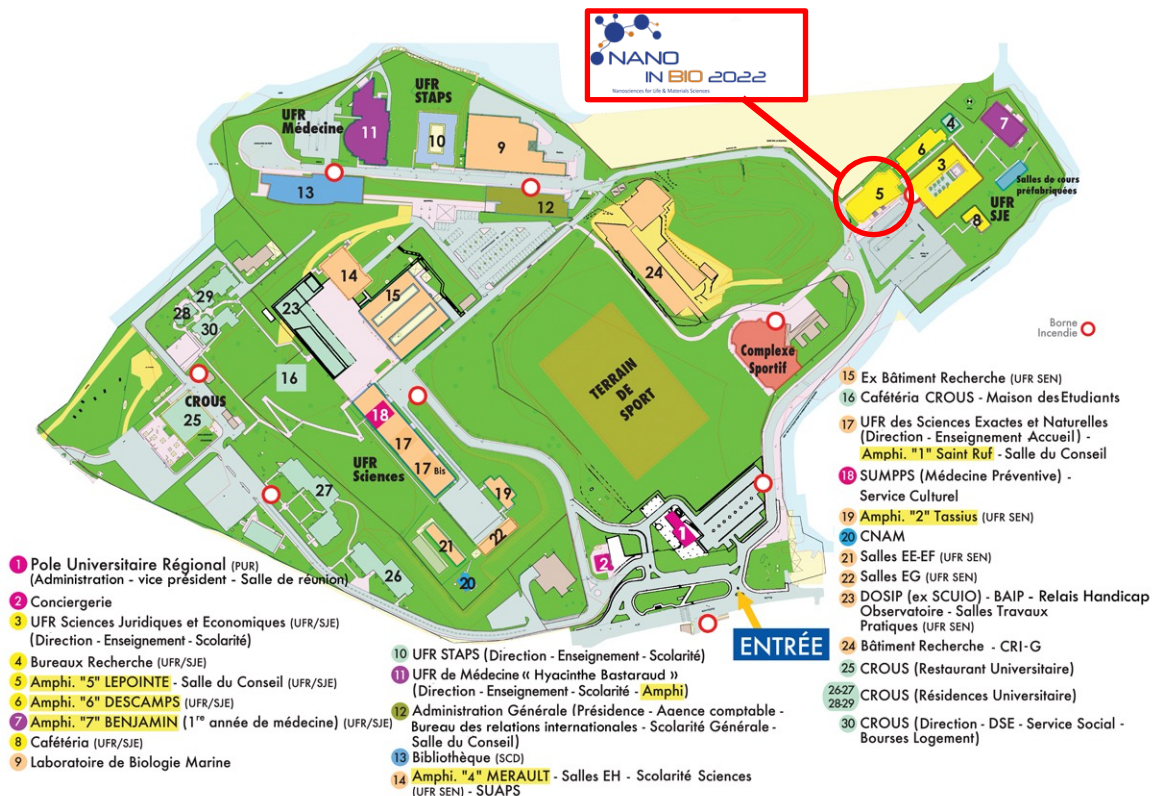 NANO
IN BIO 2022
Nanosciences for Life & Materials Sciences
UFR
STAPS
UFR
Médecine
11
10
9
13
12
4
7
6
3
5
8
Salles de cours
préfabriquées
UFR
SJE
14
15
23
24
29
28
30
16
CROUS
25
18
17
17 Bis
UFR
Sciences
19
21
22
20
27
26
TERRAIN
DE
SPORT
Complexe
Sportif
1
2
ENTRÉE
Borne
Incendie
1 Pole Universitaire Régional (PUR)
(Administration - vice président - Salle de réunion)
2 Conciergerie
3 UFR Sciences Juridiques et Economiques (UFR/SJE)
(Direction - Enseignement - Scolarité)
4 Bureaux Recherche (UFR/SJE)
5 Amphi. "5" LEPOINTE - Salle du Conseil (UFR/SJE)
6 Amphi. "6" DESCAMPS (UFR/SJE)
7 Amphi. "7" BENJAMIN (1re année de médecine) (UFR/SJE)
8 Cafétéria (UFR/SJE)
9 Laboratoire de Biologie Marine
10 UFR STAPS (Direction - Enseignement - Scolarité)
11 UFR de Médecine « Hyacinthe Bastaraud »
(Direction - Enseignement - Scolarité - Amphi)
12 Administration Générale (Présidence - Aaence comptable -
Bureau des relations internationales - Scolarité Générale -
Salle du Conseil)
13 Bibliothèque (SCD)
14 Amphi. "4" MERAULT - Salles EH - Scolarité Sciences
(UFR SEN) - SUAPS
15 Ex Bâtiment Recherche (UFR SEN)
16 Cafétéria CROUS - Maison des Etudiants
17 UFR des Sciences Exactes et Naturelles
(Direction - Enseignement Accueil) -
Amphi. "1" Saint Ruf - Salle du Conseil
18 SUMPPS (Médecine Préventive) -
Service Culturel
19 Amphi. "2" Tassius (UFR SEN)
20 CNAM
21 Salles EE-EF (UFR SEN)
22 Salles EG (UFR SEN)
23 DOSIP (ex SCUIO) - BAIP - Relais Handicap
Observatoire - Salles Travaux
Pratiques (UFR SEN)
24 Bâtiment Recherche - CRI-G
25 CROUS (Restaurant Universitaire)
26-27
28-29 CROUS (Résidences Universitaire)
30 CROUS (Direction - DSE - Service Social -
Bourses Logement)